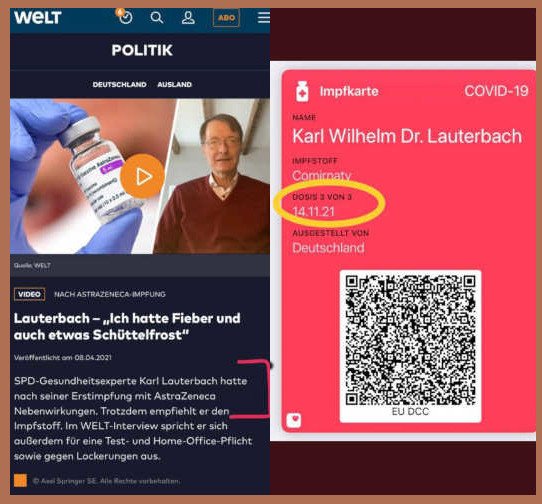 WELT
6
ABO
POLITIK
DEUTSCHLAND AUSLAND
Quelle: WELT
VIDEO NACH ASTRAZENECA-IMPFUNG
Lauterbach – „Ich hatte Fieber und
auch etwas Schüttelfrost“
Veröffentlicht am 08.04.2021
SPD-Gesundheitsexperte Karl Lauterbach hatte
nach seiner Erstimpfung mit AstraZeneca
Nebenwirkungen. Trotzdem empfiehlt er den
Impfstoff. Im WELT-Interview spricht er sich
außerdem für eine Test- und Home-Office-Pflicht
sowie gegen Lockerungen aus.
© Axel Springer SE. Alle Rechte vorbehalten.
Impfkarte COVID-19
NAME
Karl Wilhelm Dr. Lauterbach
IMPFSTOFF
Comirnaty
DOSIS 3 VON 3
14.11.21
AUSGESTELLT VON
Deutschland
EU DCC